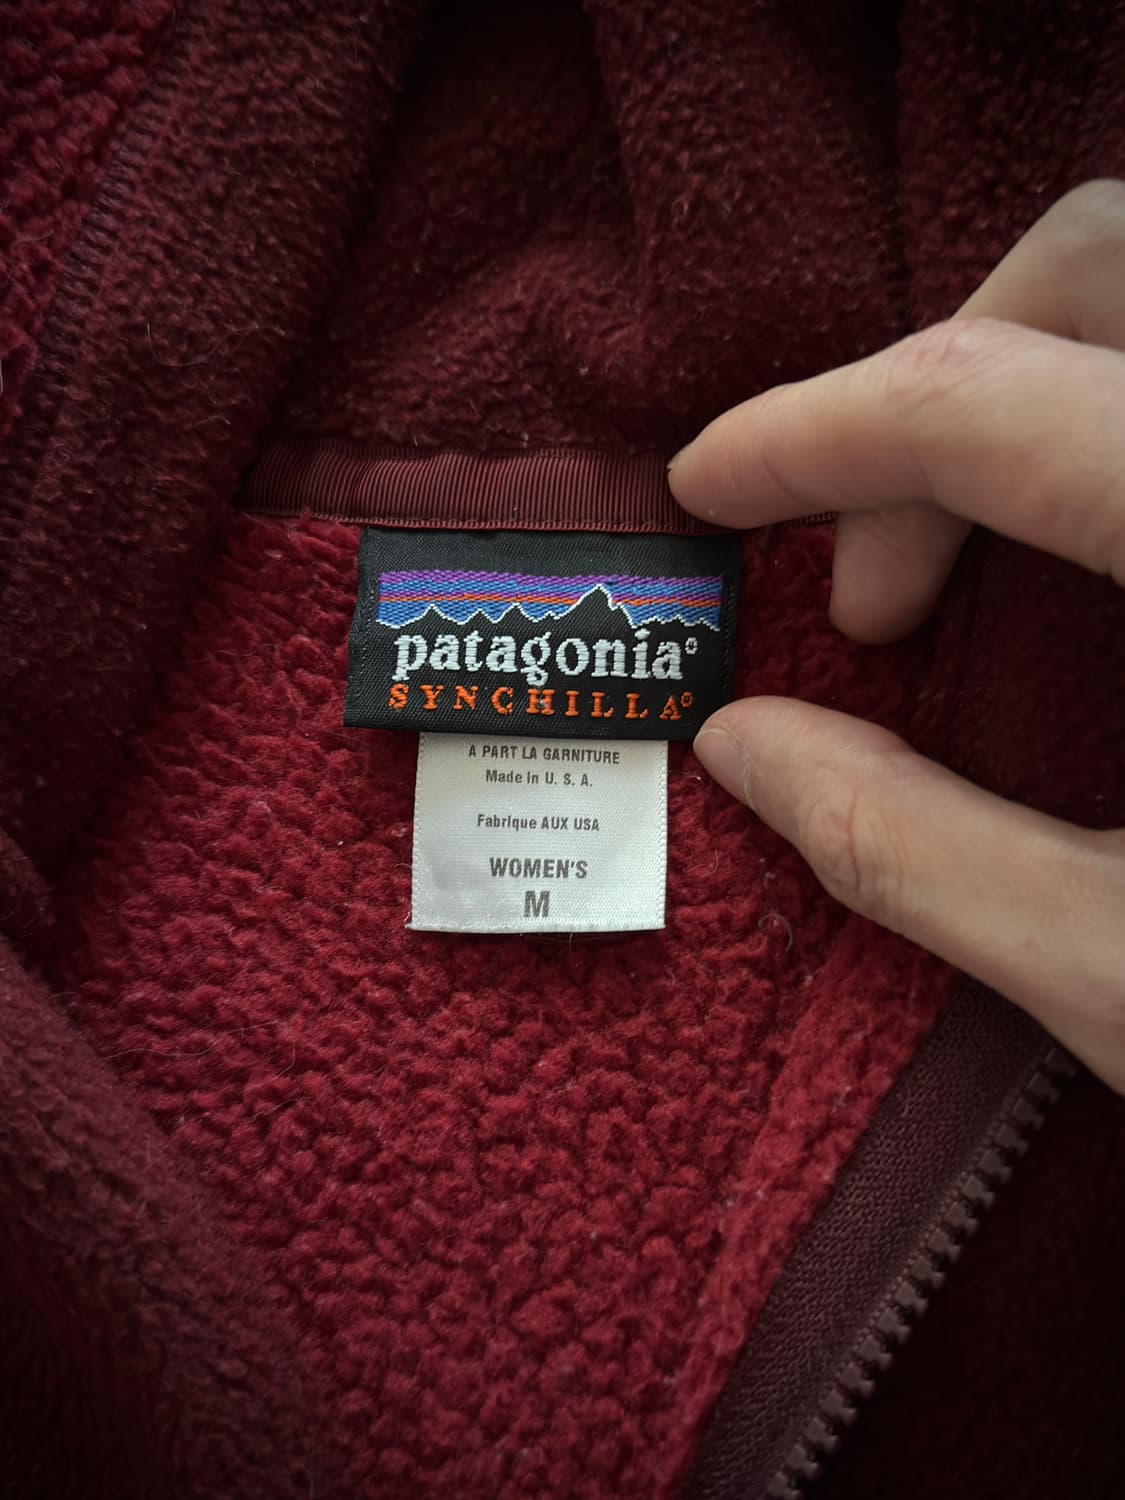 patagonia®
SYNCHILLA®
A PART LA GARNITURE
Made in U. S. A.
Fabrique AUX USA
WOMEN'S
M